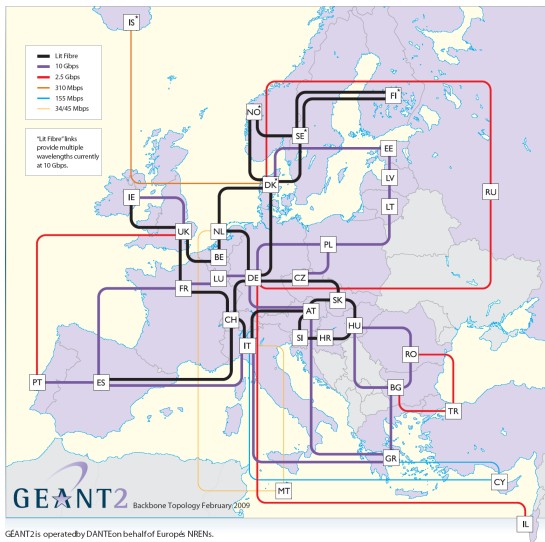 IS*
Lit Fibre
10 Gbps
2.5 Gbps
310 Mbps
155 Mbps
34/45 Mbps
"Lit Fibre" links
provide multiple
wavelengths currently
at 10 Gbps.
FI*
NO*
SE*
EE
LV
DK*
RU
IE
LT
UK
NL
PL
BE
LU
DE
CZ
FR
SK
CH
AT
HU
SI
HR
IT
RO
PT
ES
BG
TR
GR
CY
MT
GÉANT2
Backbone Topology February 2009
IL
GÉANT2 is operated by DANTE on behalf of Europe's NRENs.